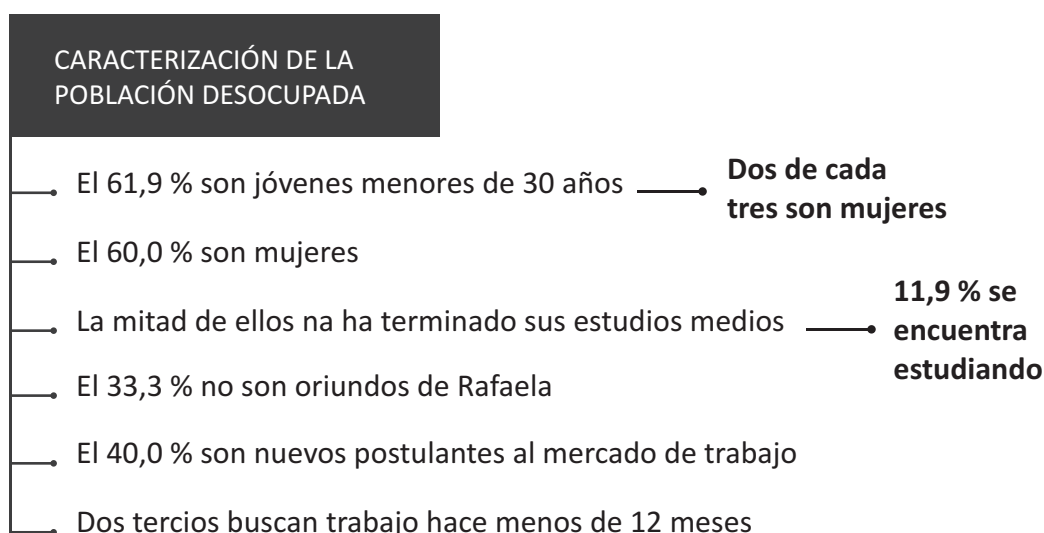 CARACTERIZACIÓN DE LA
POBLACIÓN DESOCUPADA
El 61,9 % son jóvenes menores de 30 años
Dos de cada
tres son mujeres
El 60,0 % son mujeres
La mitad de ellos na ha terminado sus estudios medios
11,9 % se
encuentra
estudiando
El 33,3 % no son oriundos de Rafaela
El 40,0 % son nuevos postulantes al mercado de trabajo
Dos tercios buscan trabajo hace menos de 12 meses